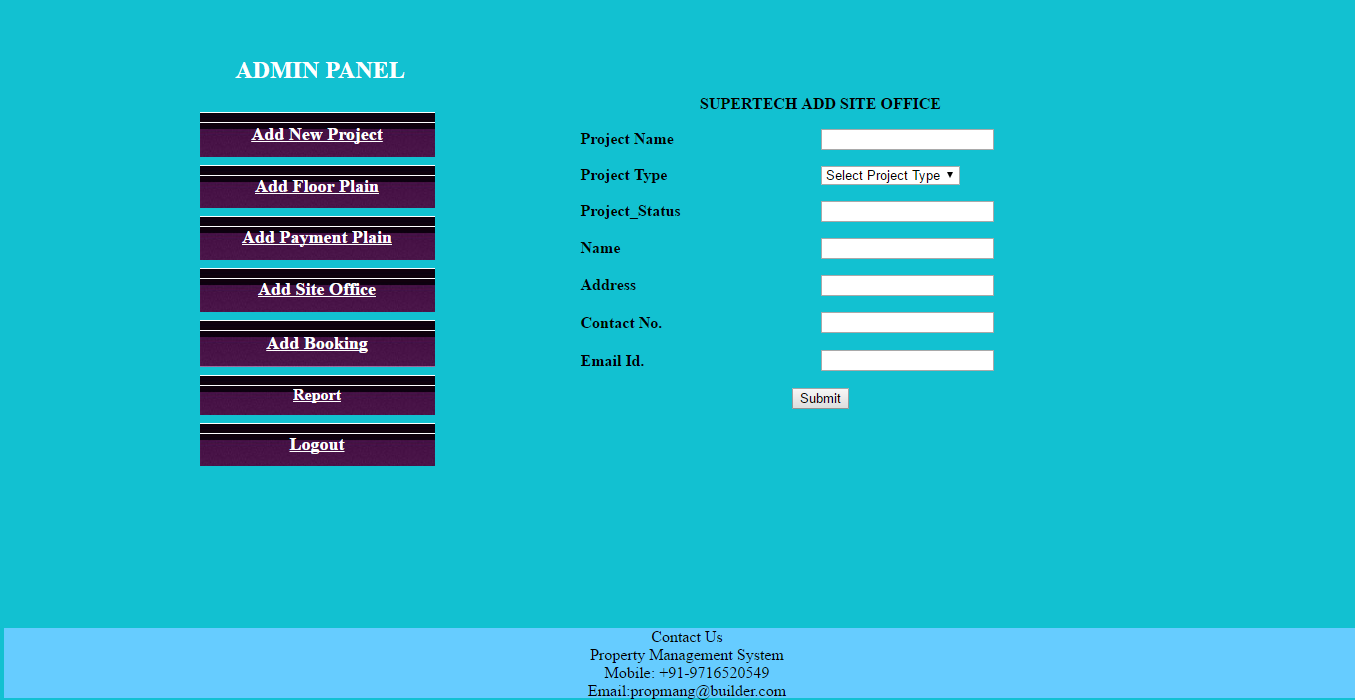 ADMIN PANEL
Add New Project
Add Floor Plain
Add Payment Plain
Add Site Office
Add Booking
Report
Logout
SUPERTECH ADD SITE OFFICE
Project Name
Project Type Select Project Type
Project_Status
Name
Address
Contact No.
Email Id.
Submit
Contact Us
Property Management System
Mobile: +91-9716520549
Email:propmang@builder.com